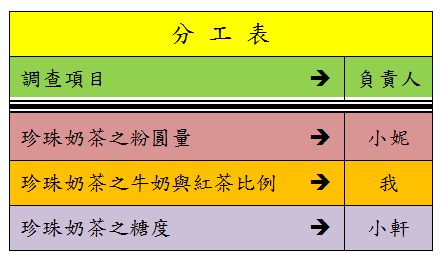 分 工 表
調查項目 ➔ 負責人
珍珠奶茶之粉圓量 ➔ 小妮
珍珠奶茶之牛奶與紅茶比例 ➔ 我
珍珠奶茶之糖度 ➔ 小軒